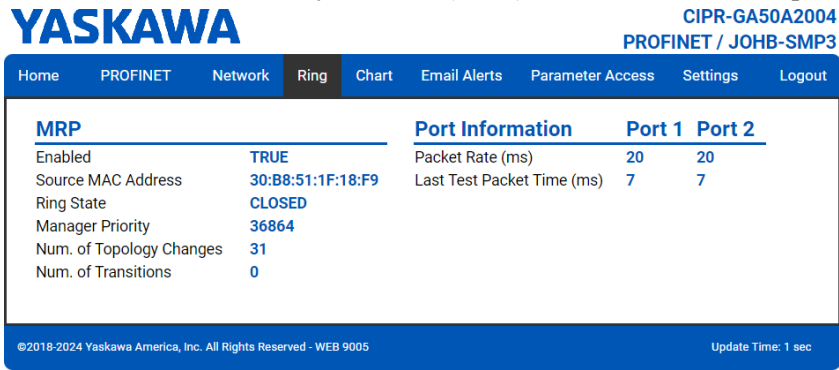 YASKAWA
CIPR-GA50A2004
PROFINET / JOHB-SMP3
Home PROFINET Network Ring Chart Email Alerts Parameter Access Settings Logout
MRP
Enabled TRUE
Source MAC Address 30:B8:51:1F:18:F9
Ring State CLOSED
Manager Priority 36864
Num. of Topology Changes 31
Num. of Transitions 0
Port Information Port 1 Port 2
Packet Rate (ms) 20 20
Last Test Packet Time (ms) 7 7
©2018-2024 Yaskawa America, Inc. All Rights Reserved - WEB 9005
Update Time: 1 sec